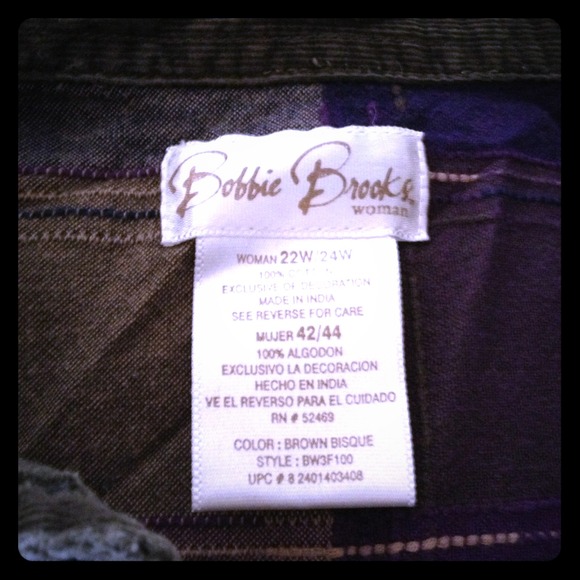 Bobbie Brooks
woman
WOMAN 22W/24W
100% COTTON
EXCLUSIVE OF DECORATION
MADE IN INDIA
SEE REVERSE FOR CARE
MUJER 42/44
100% ALGODON
EXCLUSIVO LA DECORACION
HECHO EN INDIA
VE EL REVERSO PARA EL CUIDADO
RN # 52469
COLOR : BROWN BISQUE
STYLE : BW3F100
UPC # 8 2401403408